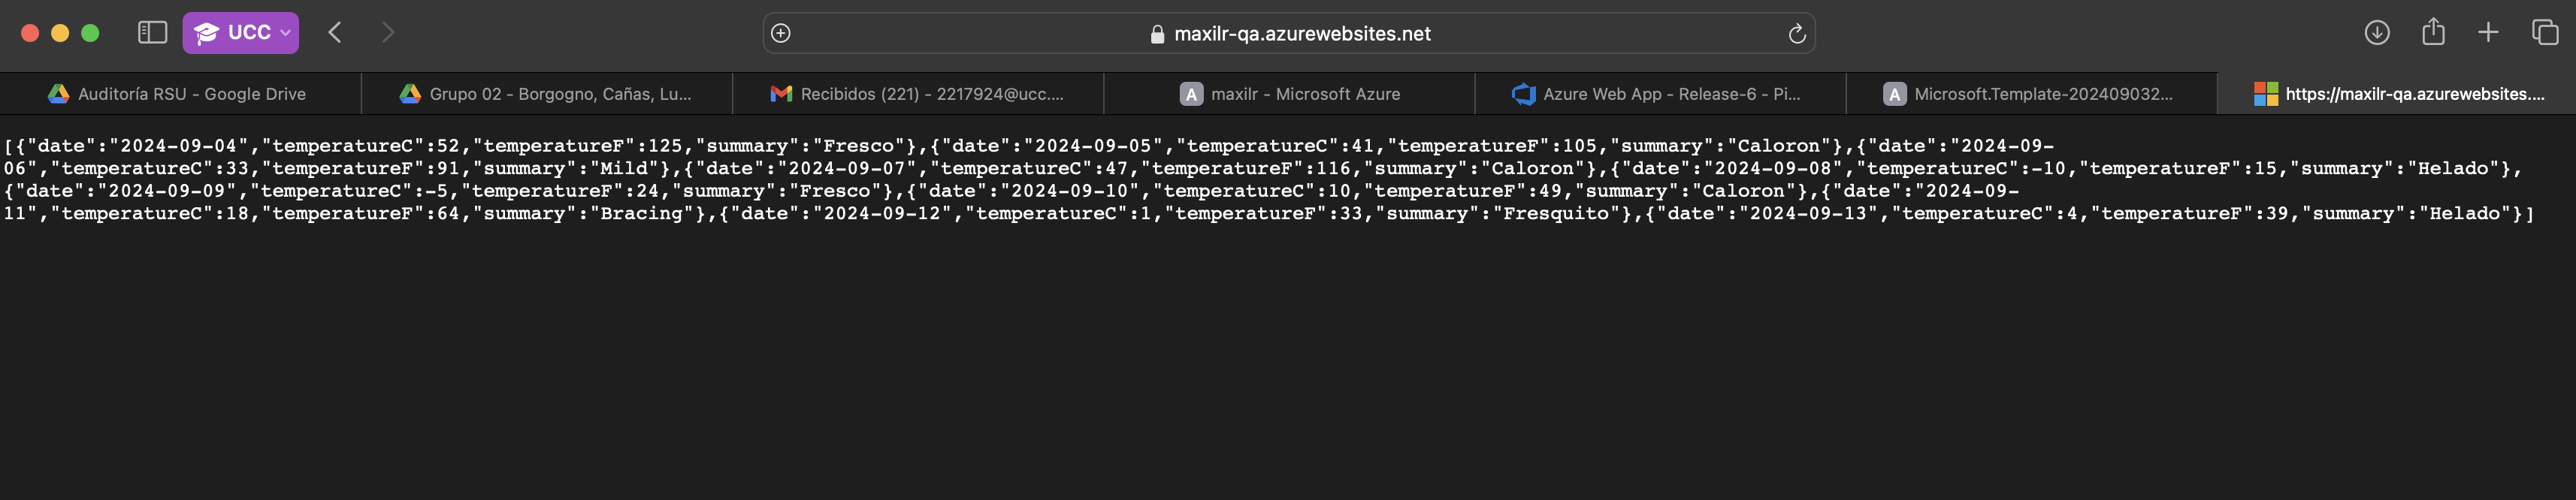 UCC
maxilr-qa.azurewebsites.net
Auditoría RSU - Google Drive
Grupo 02 - Borgogno, Cañas, Lu...
Recibidos (221) - 2217924@ucc....
A maxilr - Microsoft Azure
Azure Web App - Release-6 - Pi...
A Microsoft.Template-202409032...
https://maxilr-qa.azurewebsites....
[{"date":"2024-09-04","temperatureC":52,"temperatureF":125,"summary":"Fresco"},{"date":"2024-09-05","temperatureC":41,"temperatureF":105,"summary":"Caloron"},{"date":"2024-09-
06","temperatureC":33,"temperatureF":91,"summary":"Mild"},{"date":"2024-09-07","temperatureC":47,"temperatureF":116,"summary":"Caloron"},{"date":"2024-09-08","temperatureC":-10,"temperatureF":15,"summary":"Helado"},
{"date":"2024-09-09","temperatureC":-5,"temperatureF":24,"summary":"Fresco"},{"date":"2024-09-10","temperatureC":10,"temperatureF":49,"summary":"Caloron"},{"date":"2024-09-
11","temperatureC":18,"temperatureF":64,"summary":"Bracing"},{"date":"2024-09-12","temperatureC":1,"temperatureF":33,"summary":"Fresquito"},{"date":"2024-09-13","temperatureC":4,"temperatureF":39,"summary":"Helado"}]